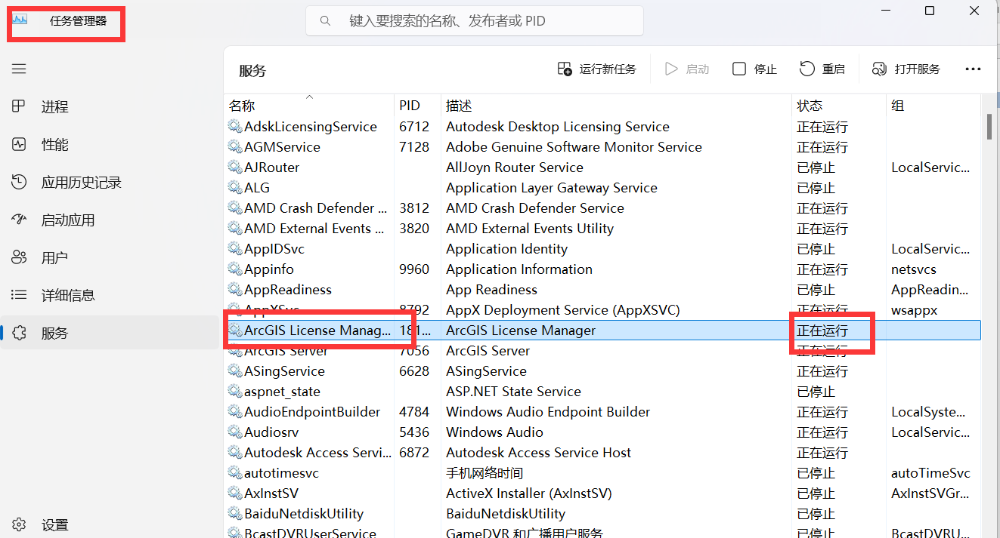 任务管理器
键入要搜索的名称、发布者或 PID
服务 运行新任务 启动 停止 重启 打开服务
进程
性能
应用历史记录
启动应用
用户
详细信息
服务
设置
名称 PID 描述 状态 组
AdskLicensingService 6712 Autodesk Desktop Licensing Service 正在运行
AGMService 7128 Adobe Genuine Software Monitor Service 正在运行
AJRouter AllJoyn Router Service 已停止 LocalServic...
ALG Application Layer Gateway Service 已停止
AMD Crash Defender ... 3812 AMD Crash Defender Service 正在运行
AMD External Events ... 3820 AMD External Events Utility 正在运行
AppIDSvc Application Identity 已停止 LocalServic...
Appinfo 9960 Application Information 正在运行 netsvcs
AppReadiness App Readiness 已停止 AppReadin...
AppXSvc 8792 AppX Deployment Service (AppXSVC) 正在运行 wsappx
ArcGIS License Manag... 181... ArcGIS License Manager 正在运行
ArcGIS Server 7056 ArcGIS Server 正在运行
ASingService 6628 ASingService 正在运行
aspnet_state ASP.NET State Service 已停止
AudioEndpointBuilder 4784 Windows Audio Endpoint Builder 正在运行 LocalSyste...
Audiosrv 5436 Windows Audio 正在运行 LocalServic...
Autodesk Access Servi... 6872 Autodesk Access Service Host 正在运行
autotimesvc 手机网络时间 已停止 autoTimeSvc
AxInstSV ActiveX Installer (AxInstSV) 已停止 AxInstSVGr...
BaiduNetdiskUtility BaiduNetdiskUtility 已停止
BcastDVRUserService GameDVR 和广播用户服务 已停止 BcastDVRU...